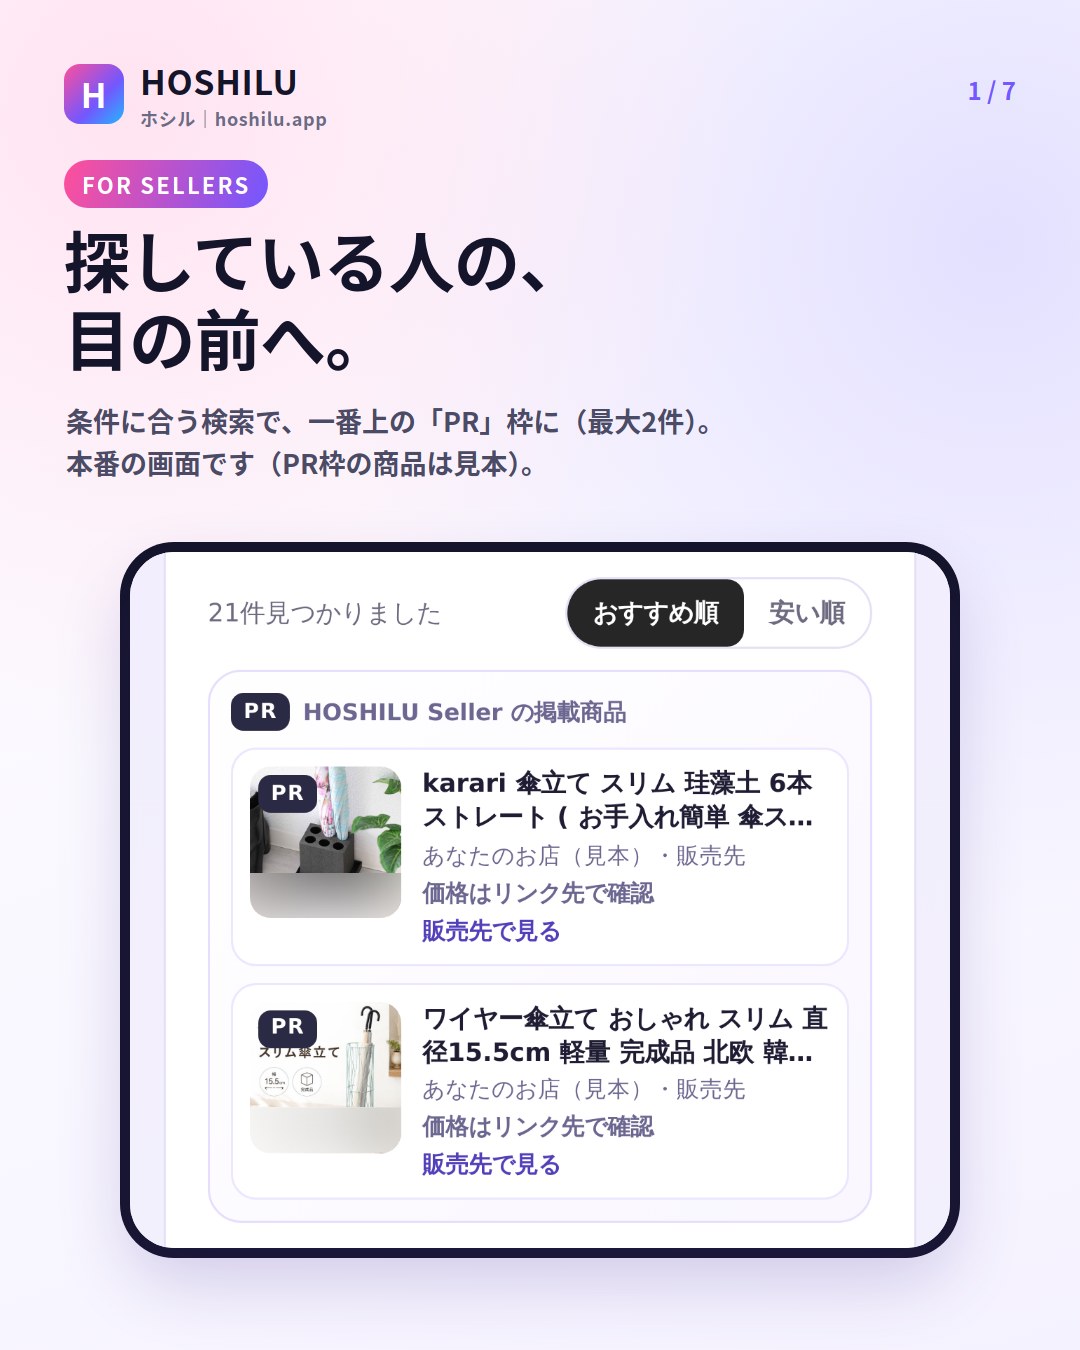 H
HOSHILU
ホシル｜hoshilu.app
1 / 7
FOR SELLERS
探している人の、
目の前へ。
条件に合う検索で、一番上の「PR」枠に（最大2件）。
本番の画面です（PR枠の商品は見本）。
21件見つかりました
おすすめ順
安い順
PR HOSHILU Seller の掲載商品
PR
karari 傘立て スリム 珪藻土 6本
ストレート ( お手入れ簡単 傘ス...
あなたのお店（見本）・販売先
価格はリンク先で確認
販売先で見る
PR
スリム傘立て
幅
15.5cm
完成品
ワイヤー傘立て おしゃれ スリム 直
径15.5cm 軽量 完成品 北欧 韓...
あなたのお店（見本）・販売先
価格はリンク先で確認
販売先で見る